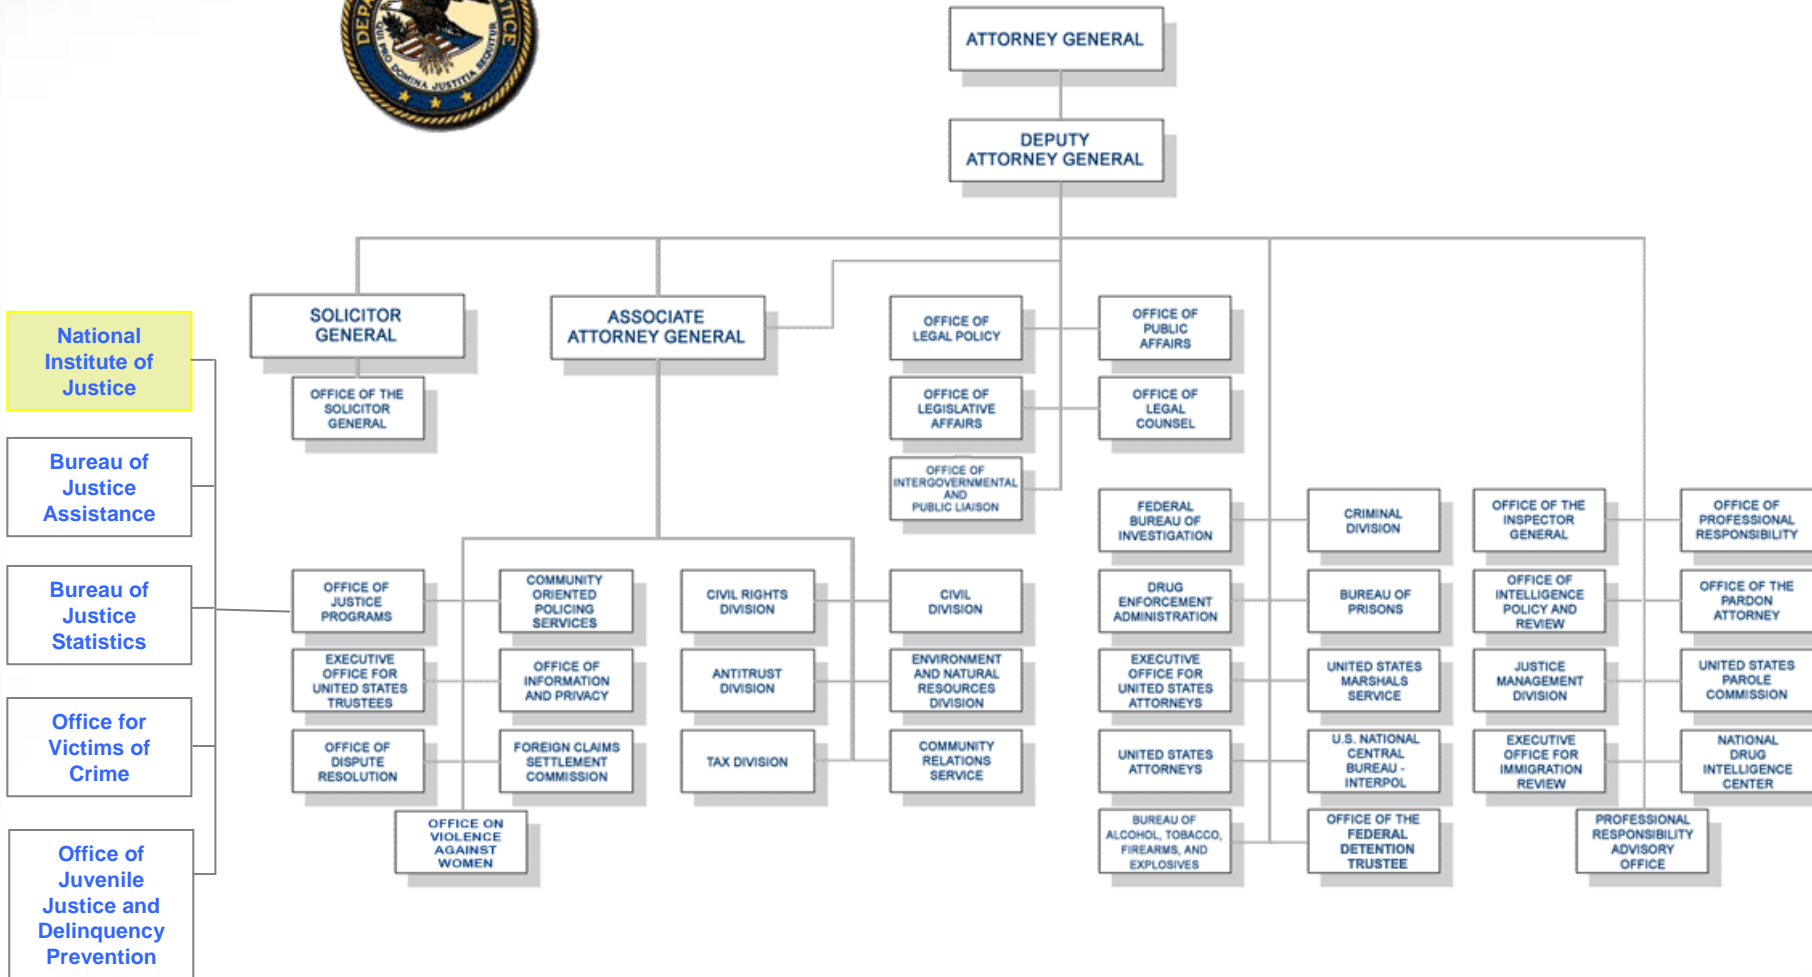 DEPA
TICE
QUI PRO DOMINA JUSTITIA SEQUITUR
ATTORNEY GENERAL
DEPUTY
ATTORNEY GENERAL
SOLICITOR
GENERAL
ASSOCIATE
ATTORNEY GENERAL
OFFICE OF
LEGAL POLICY
OFFICE OF
PUBLIC
AFFAIRS
OFFICE OF THE
SOLICITOR
GENERAL
OFFICE OF
LEGISLATIVE
AFFAIRS
OFFICE OF
LEGAL
COUNSEL
OFFICE OF
INTERGOVERNMENTAL
AND
PUBLIC LIAISON
National
Institute of
Justice
Bureau of
Justice
Assistance
Bureau of
Justice
Statistics
Office for
Victims of
Crime
Office of
Juvenile
Justice and
Delinquency
Prevention
OFFICE OF
JUSTICE
PROGRAMS
COMMUNITY
ORIENTED
POLICING
SERVICES
EXECUTIVE
OFFICE FOR
UNITED STATES
TRUSTEES
OFFICE OF
INFORMATION
AND PRIVACY
OFFICE OF
DISPUTE
RESOLUTION
FOREIGN CLAIMS
SETTLEMENT
COMMISSION
OFFICE ON
VIOLENCE
AGAINST
WOMEN
CIVIL RIGHTS
DIVISION
CIVIL
DIVISION
ANTITRUST
DIVISION
ENVIRONMENT
AND NATURAL
RESOURCES
DIVISION
TAX DIVISION
COMMUNITY
RELATIONS
SERVICE
FEDERAL
BUREAU OF
INVESTIGATION
CRIMINAL
DIVISION
DRUG
ENFORCEMENT
ADMINISTRATION
BUREAU OF
PRISONS
EXECUTIVE
OFFICE FOR
UNITED STATES
ATTORNEYS
UNITED STATES
MARSHALS
SERVICE
UNITED STATES
ATTORNEYS
U.S. NATIONAL
CENTRAL
BUREAU -
INTERPOL
BUREAU OF
ALCOHOL, TOBACCO,
FIREARMS, AND
EXPLOSIVES
OFFICE OF THE
FEDERAL
DETENTION
TRUSTEE
OFFICE OF THE
INSPECTOR
GENERAL
OFFICE OF
PROFESSIONAL
RESPONSIBILITY
OFFICE OF
INTELLIGENCE
POLICY AND
REVIEW
OFFICE OF THE
PARDON
ATTORNEY
JUSTICE
MANAGEMENT
DIVISION
UNITED STATES
PAROLE
COMMISSION
EXECUTIVE
OFFICE FOR
IMMIGRATION
REVIEW
NATIONAL
DRUG
INTELLIGENCE
CENTER
PROFESSIONAL
RESPONSIBILITY
ADVISORY
OFFICE